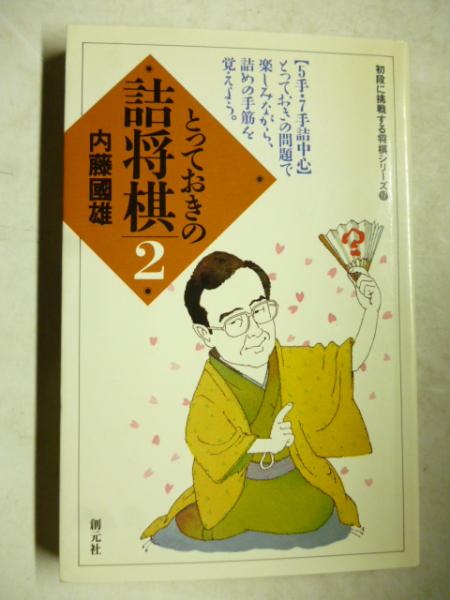 初段に挑戦する将棋シリーズ⑰
【5手・7手詰中心】
とっておきの問題で
楽しみながら、
詰めの手筋を
覚えよう。
とっておきの
詰将棋
2
内藤國雄
創元社